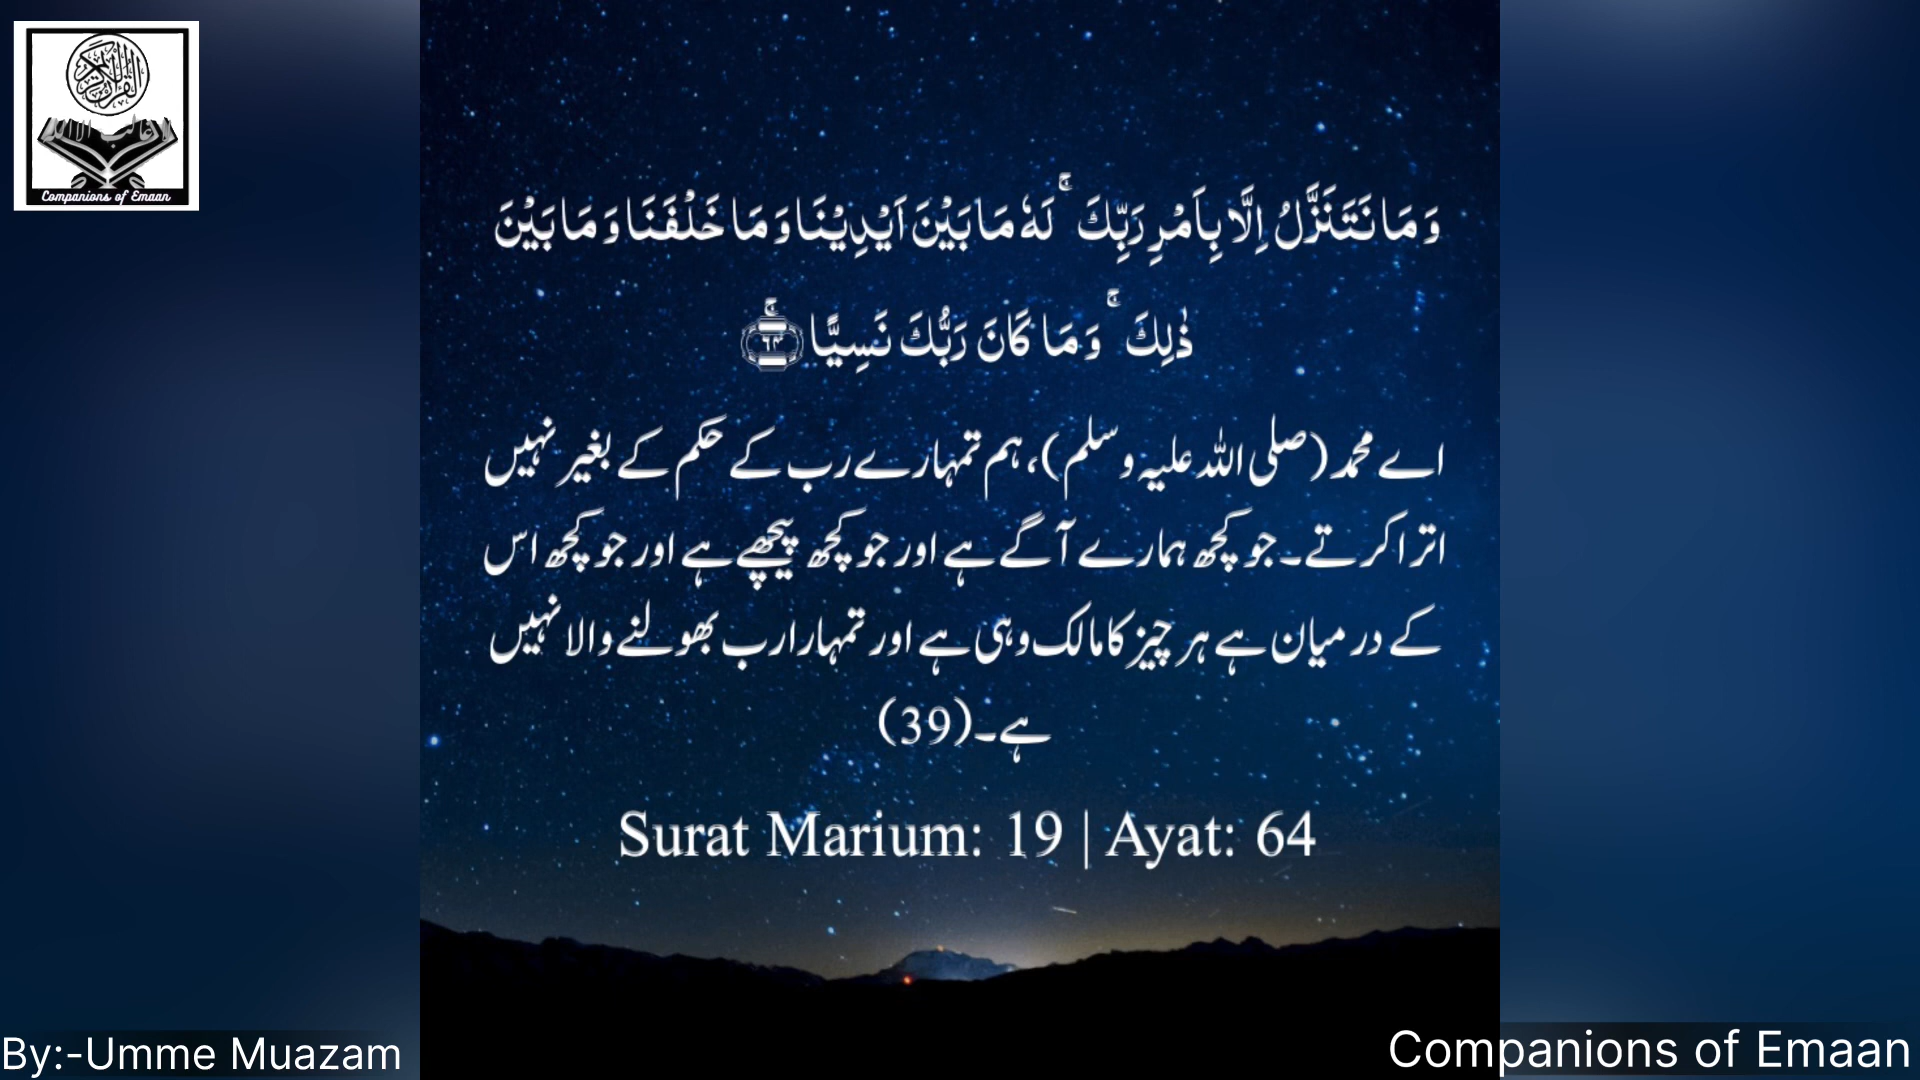 القرآن الكريم
Companions of Emaan
وَمَا نَتَنَزَّلُ اِلَّا بِاَمْرِ رَبِّكَ ۚ لَهٗ مَا بَيْنَ اَيْدِيْنَا وَمَا خَلْفَنَا وَمَا بَيْنَ
ذٰلِكَ ۚ وَمَا كَانَ رَبُّكَ نَسِيًّا ۚ ۶۴
اے محمد (صلی اللہ علیہ وسلم)، ہم تمہارے رب کے حکم کے بغیر نہیں
اترا کرتے۔ جو کچھ ہمارے آگے ہے اور جو کچھ پیچھے ہے اور جو کچھ اس
کے درمیان ہے ہر چیز کا مالک وہی ہے اور تمہارا رب بھولنے والا نہیں
ہے۔(39)
Surat Marium: 19 | Ayat: 64
By:-Umme Muazam
Companions of Emaan